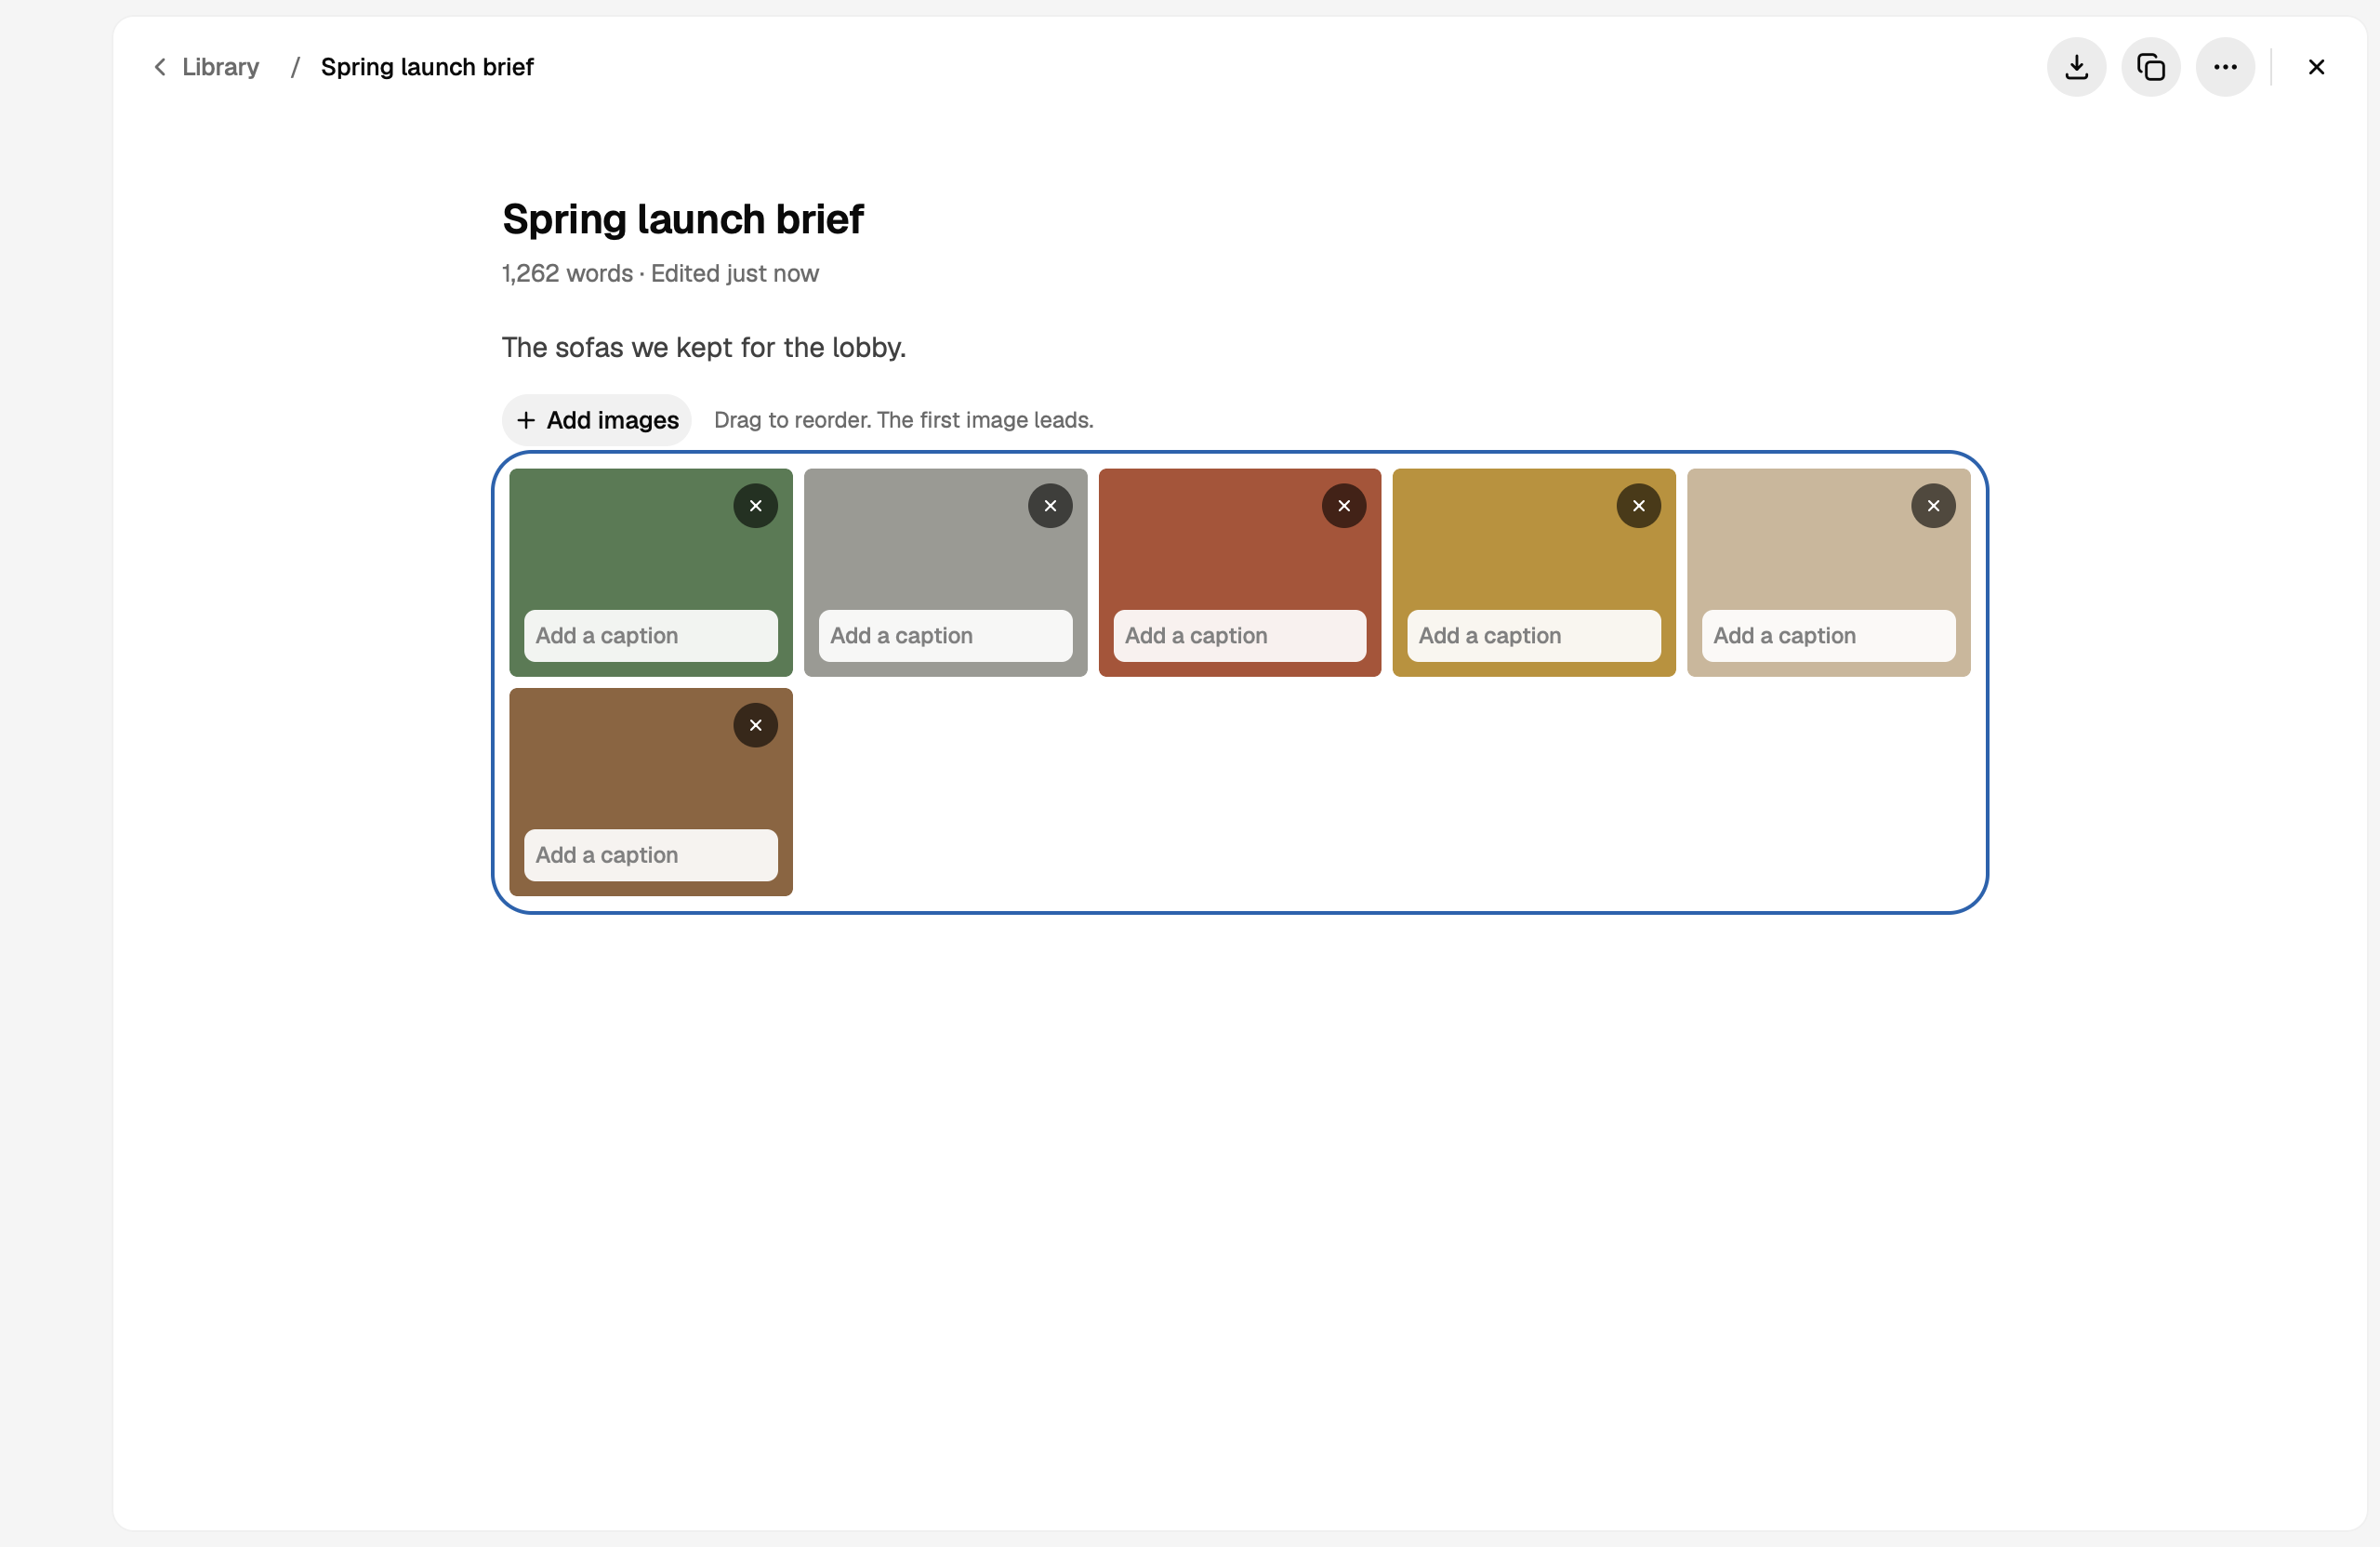 Library / Spring launch brief
Spring launch brief
1,262 words · Edited just now
The sofas we kept for the lobby.
Add images Drag to reorder. The first image leads.
Add a caption Add a caption Add a caption Add a caption Add a caption
Add a caption